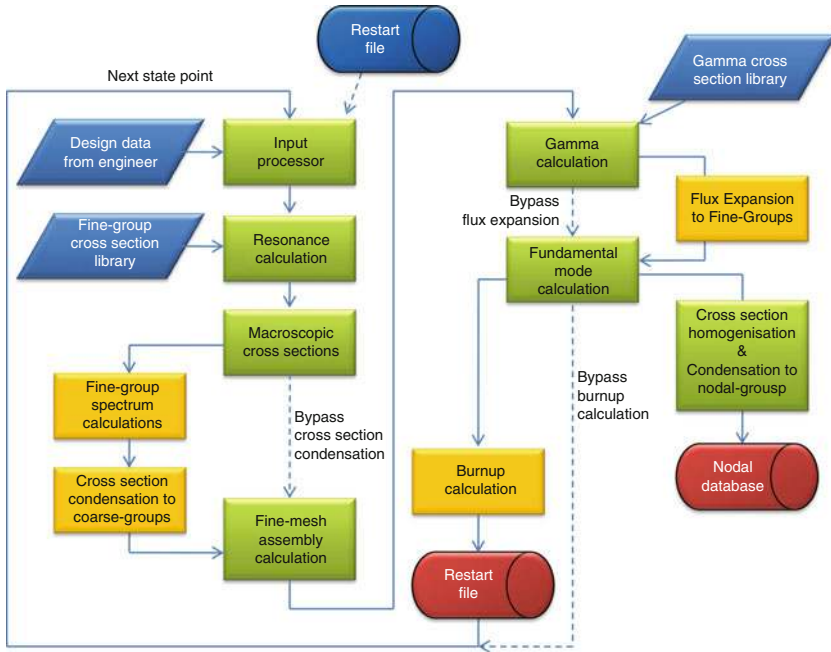 Restart
file
Next state point
Gamma cross
section library
Design data
from engineer
Input
processor
Gamma
calculation
Bypass
flux expansion
Flux Expansion
to Fine-Groups
Fine-group
cross section
library
Resonance
calculation
Fundamental
mode
calculation
Macroscopic
cross sections
Cross section
homogenisation
&
Condensation to
nodal-grousp
Fine-group
spectrum
calculations
Bypass
cross section
condensation
Bypass
burnup
calculation
Cross section
condensation to
coarse-groups
Fine-mesh
assembly
calculation
Burnup
calculation
Nodal
database
Restart
file